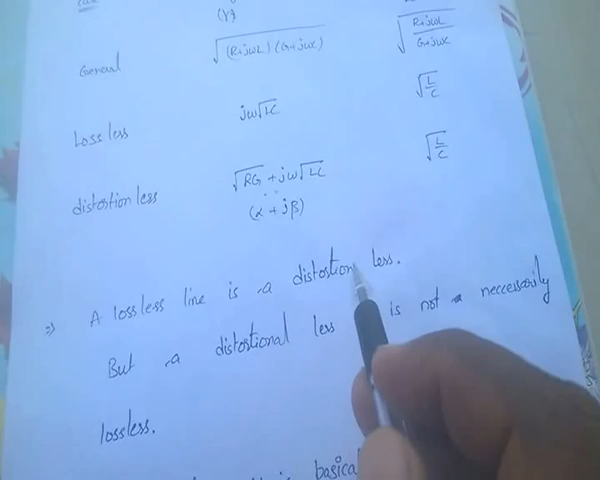 (γ)
General √(R+jωL)(G+jωc) √R+jωL/G+jωc
Loss less jω√LC √L/C
distortion less √RG + jω√LC √L/C
(α + jβ)
⇒ A lossless line is a distortion less.
But a distortional less is not a neccessarily
lossless.
basical